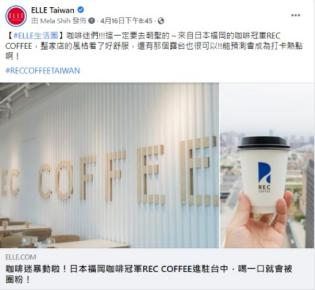 ELLE Taiwan
由 Mela Shih 發佈 · 4月16日下午8:45 ·
【#ELLE生活圈】咖啡迷們!!!這一定要去朝聖的～來自日本福岡的咖啡冠軍REC
COFFEE，整家店的風格看了好舒服，還有那個露台也很可以!!能預測會成為打卡熱點
啊！
#RECCOFFEETAIWAN
REC COFFEE
R
REC
COFFEE
ELLE.COM
咖啡迷暴動啦！日本福岡咖啡冠軍REC COFFEE進駐台中，喝一口就會被
圈粉！